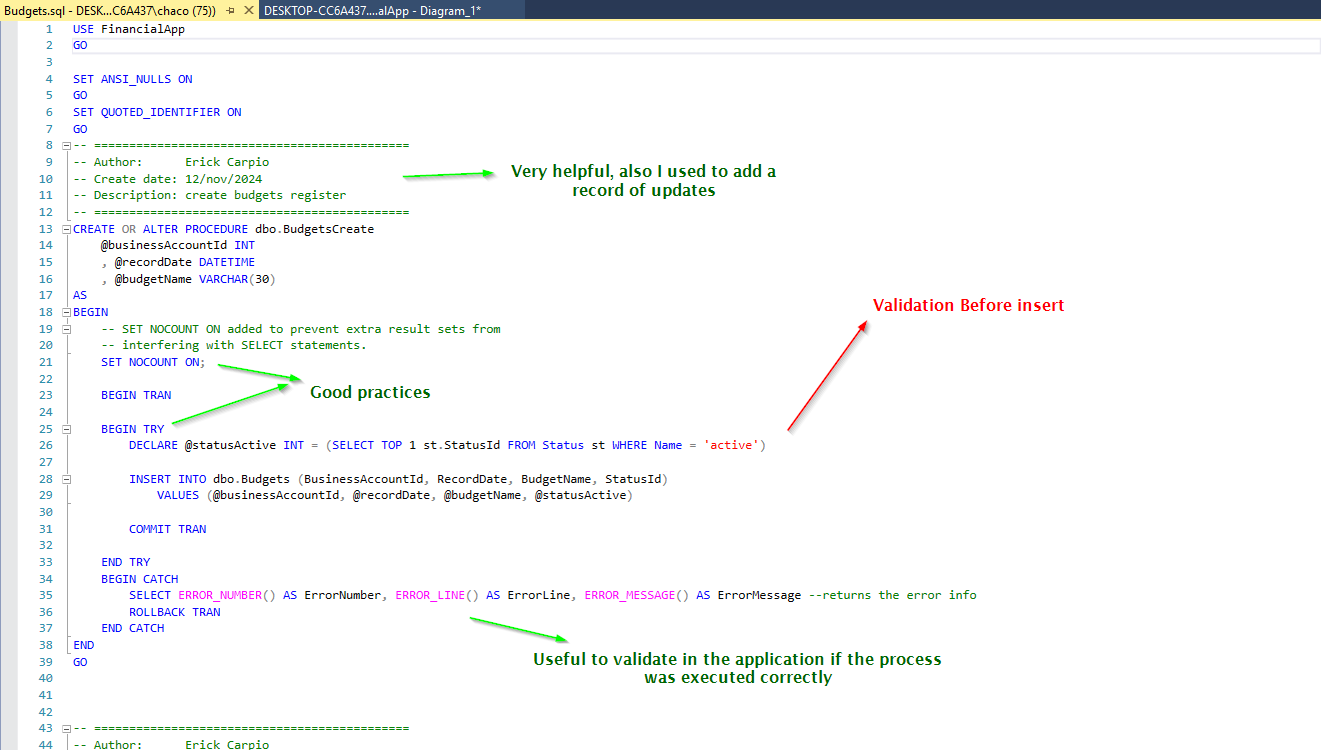 Budgets.sql - DESK...C6A437\chaco (75))
DESKTOP-CC6A437....alApp - Diagram_1*
1 USE FinancialApp
2 GO
3
4 SET ANSI_NULLS ON
5 GO
6 SET QUOTED_IDENTIFIER ON
7 GO
8 -- =============================================
9 -- Author: Erick Carpio
10 -- Create date: 12/nov/2024
11 -- Description: create budgets register
12 -- =============================================
Very helpful, also I used to add a
record of updates
13 CREATE OR ALTER PROCEDURE dbo.BudgetsCreate
14 @businessAccountId INT
15 , @recordDate DATETIME
16 , @budgetName VARCHAR(30)
17 AS
18 BEGIN
Validation Before insert
19 -- SET NOCOUNT ON added to prevent extra result sets from
20 -- interfering with SELECT statements.
21 SET NOCOUNT ON;
22
23 BEGIN TRAN
Good practices
24
25 BEGIN TRY
26 DECLARE @statusActive INT = (SELECT TOP 1 st.StatusId FROM Status st WHERE Name = 'active')
27
28 INSERT INTO dbo.Budgets (BusinessAccountId, RecordDate, BudgetName, StatusId)
29 VALUES (@businessAccountId, @recordDate, @budgetName, @statusActive)
30
31 COMMIT TRAN
32
33 END TRY
34 BEGIN CATCH
35 SELECT ERROR_NUMBER() AS ErrorNumber, ERROR_LINE() AS ErrorLine, ERROR_MESSAGE() AS ErrorMessage --returns the error info
36 ROLLBACK TRAN
37 END CATCH
38 END
39 GO
Useful to validate in the application if the process
was executed correctly
40
41
42
43 -- =============================================
44 -- Author: Erick Carpio